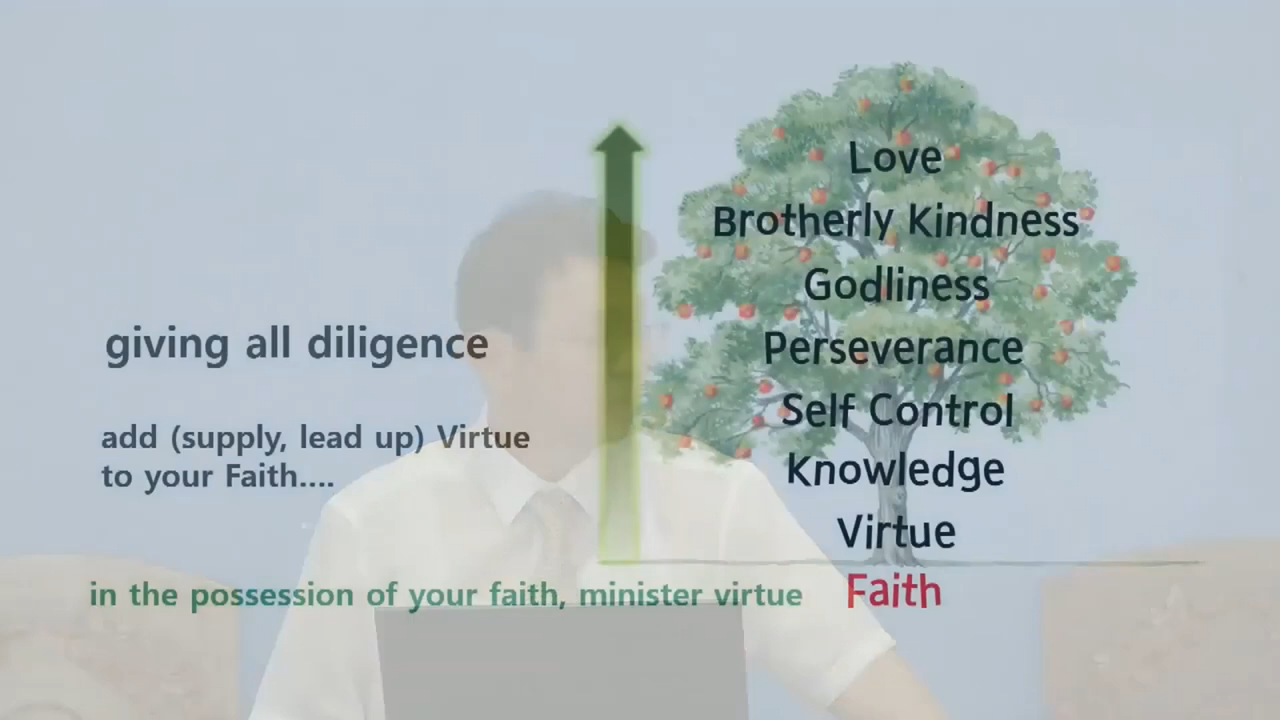 giving all diligence
add (supply, lead up) Virtue
to your Faith....
in the possession of your faith, minister virtue
Love
Brotherly Kindness
Godliness
Perseverance
Self Control
Knowledge
Virtue
Faith